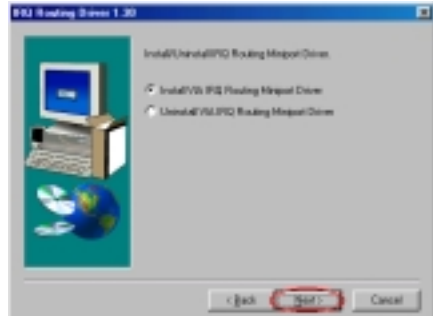 IRQ Routing Driver 1.30
Install/Uninstall IRQ Routing Miniport Driver.
Install VIA IRQ Routing Miniport Driver
Uninstall VIA IRQ Routing Miniport Driver
< Back
Next >
Cancel